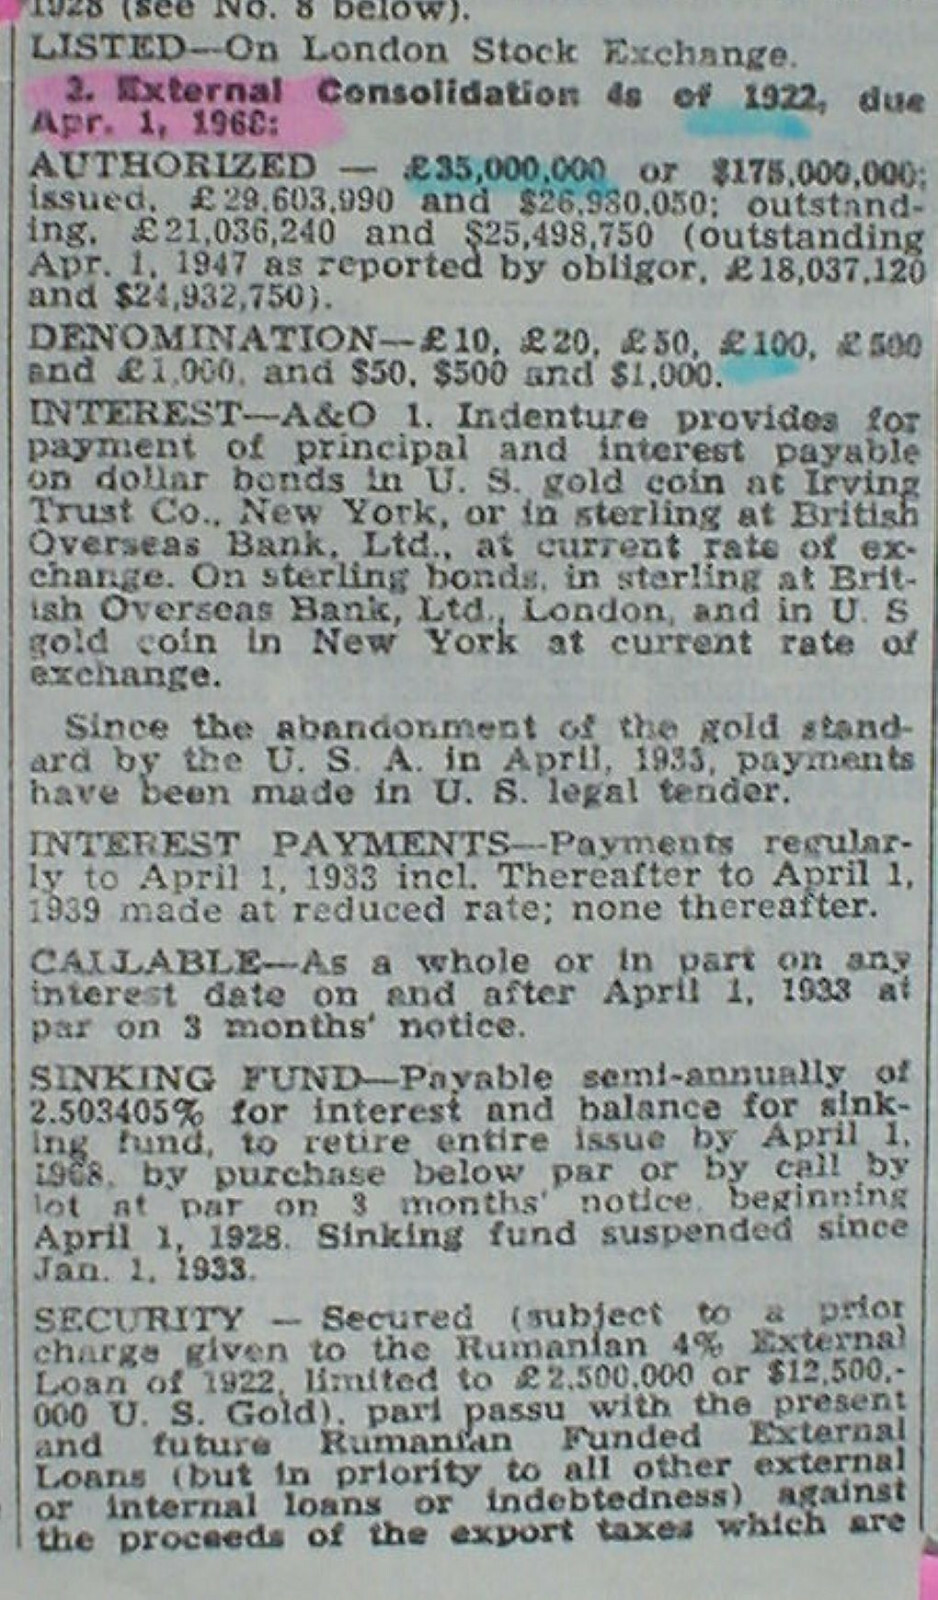 1928 (see No. 8 below).
LISTED—On London Stock Exchange.
2. External Consolidation 4s of 1922, due
Apr. 1, 1968:
AUTHORIZED — £35,000,000 or $175,000,000;
issued, £29,603,990 and $26,930,050; outstand-
ing, £21,036,240 and $25,498,750 (outstanding
Apr. 1, 1947 as reported by obligor, £18,037,120
and $24,932,750).
DENOMINATION—£10, £20, £50, £100, £500
and £1,000, and $50, $500 and $1,000.
INTEREST—A&O 1. Indenture provides for
payment of principal and interest payable
on dollar bonds in U. S. gold coin at Irving
Trust Co., New York, or in sterling at British
Overseas Bank, Ltd., at current rate of ex-
change. On sterling bonds, in sterling at Brit-
ish Overseas Bank, Ltd., London, and in U. S
gold coin in New York at current rate of
exchange.
Since the abandonment of the gold stand-
ard by the U. S. A. in April, 1933, payments
have been made in U. S. legal tender.
INTEREST PAYMENTS—Payments regular-
ly to April 1, 1933 incl. Thereafter to April 1,
1939 made at reduced rate; none thereafter.
CALLABLE—As a whole or in part on any
interest date on and after April 1, 1933 at
par on 3 months' notice.
SINKING FUND—Payable semi-annually of
2.503405% for interest and balance for sink-
ing fund, to retire entire issue by April 1,
1968, by purchase below par or by call by
lot at par on 3 months' notice, beginning
April 1, 1928. Sinking fund suspended since
Jan. 1, 1933.
SECURITY — Secured (subject to a prior
charge given to the Rumanian 4% External
Loan of 1922, limited to £2,500,000 or $12,500,-
000 U. S. Gold), pari passu with the present
and future Rumanian Funded External
Loans (but in priority to all other external
or internal loans or indebtedness) against
the proceeds of the export taxes which are